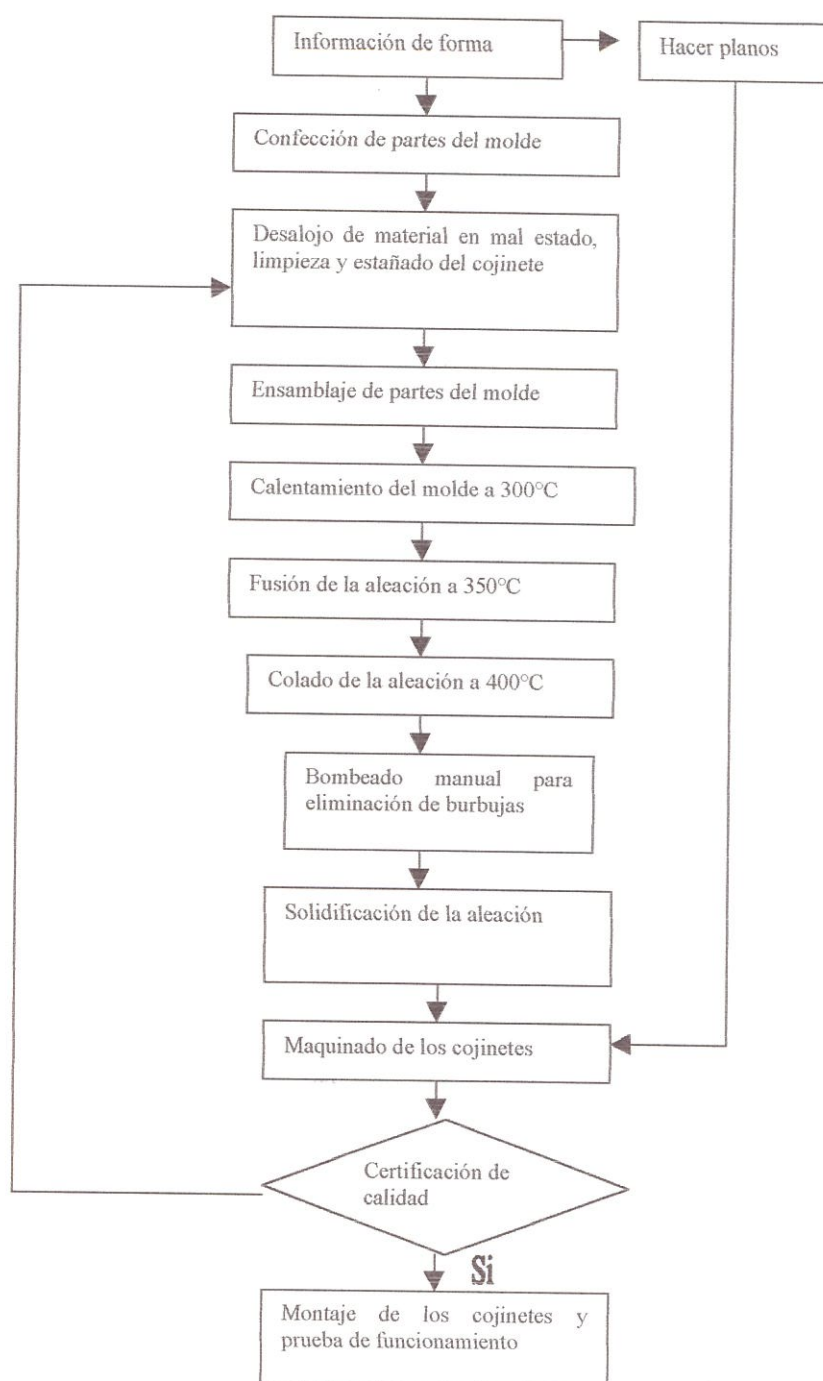 Información de forma
Hacer planos
Confección de partes del molde
Desalojo de material en mal estado,
limpieza y estañado del cojinete
Ensamblaje de partes del molde
Calentamiento del molde a 300°C
Fusión de la aleación a 350°C
Colado de la aleación a 400°C
Bombeado manual para
eliminación de burbujas
Solidificación de la aleación
Maquinado de los cojinetes
Certificación de
calidad
Si
Montaje de los cojinetes y
prueba de funcionamiento